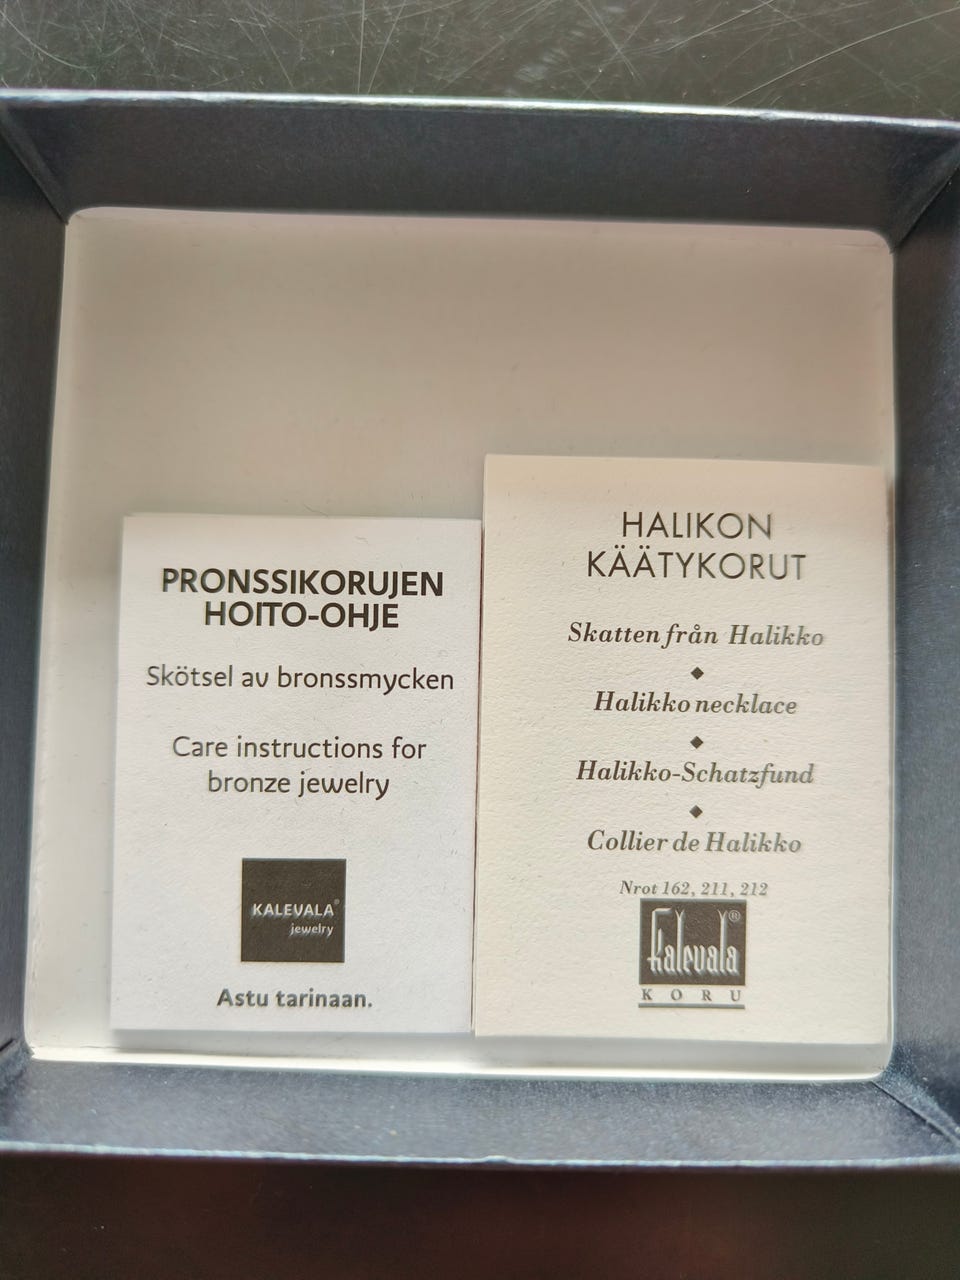 PRONSSIKORUJEN
HOITO-OHJE
Skötsel av bronssmycken
Care instructions for
bronze jewelry
KALEVALA®
jewelry
Astu tarinaan.
HALIKON
KÄÄTYKORUT
Skatten från Halikko
Halikko necklace
Halikko-Schatzfund
Collier de Halikko
Nrot 162, 211, 212
Kalevala®
KORU